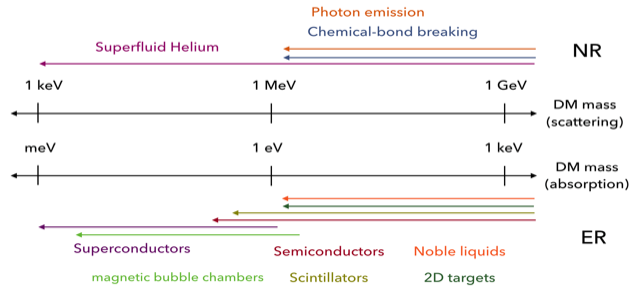 Photon emission
Chemical-bond breaking
Superfluid Helium
NR
1 keV
1 MeV
1 GeV
DM mass
(scattering)
meV
1 eV
1 keV
DM mass
(absorption)
ER
Superconductors
Semiconductors
Noble liquids
magnetic bubble chambers
Scintillators
2D targets